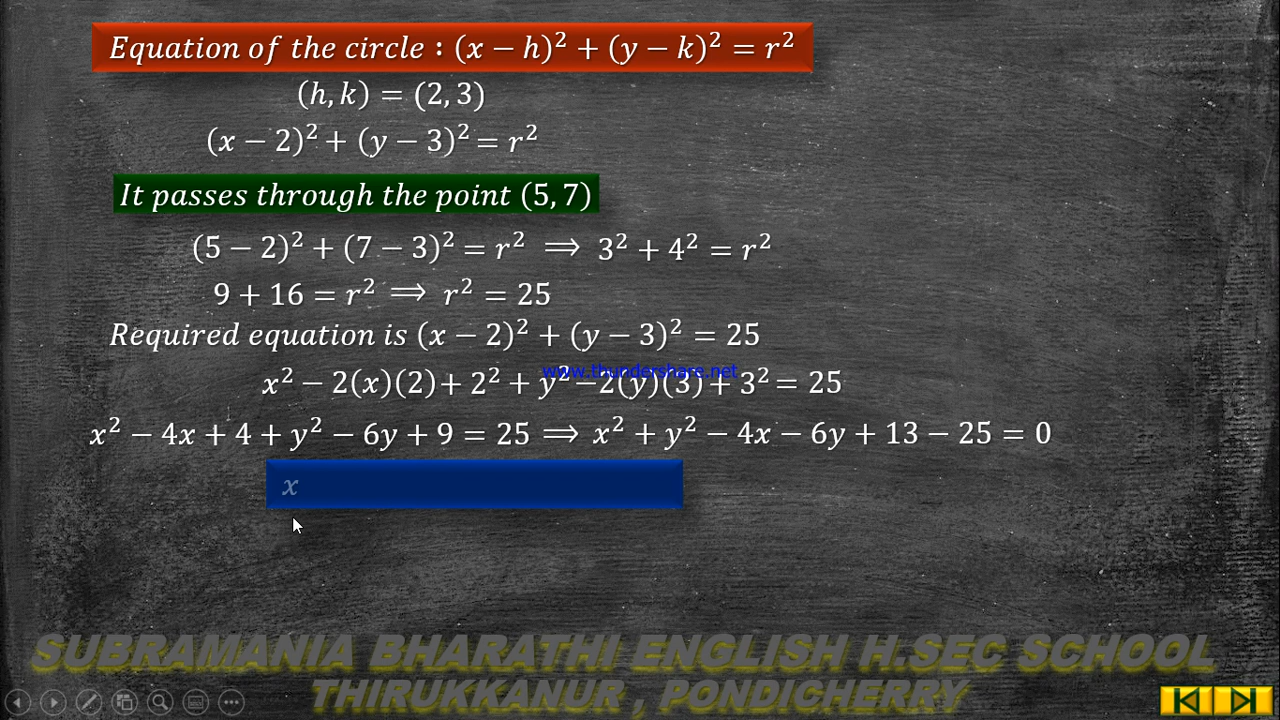 Equation of the circle : (x − h)² + (y − k)² = r²
(h, k) = (2, 3)
(x − 2)² + (y − 3)² = r²
It passes through the point (5, 7)
(5 − 2)² + (7 − 3)² = r² ⟹ 3² + 4² = r²
9 + 16 = r² ⟹ r² = 25
Required equation is (x − 2)² + (y − 3)² = 25
www.thundershare.net
x² − 2(x)(2) + 2² + y² − 2(y)(3) + 3² = 25
x² − 4x + 4 + y² − 6y + 9 = 25 ⟹ x² + y² − 4x − 6y + 13 − 25 = 0
x
SUBRAMANIA BHARATHI ENGLISH H.SEC SCHOOL
THIRUKKANUR , PONDICHERRY